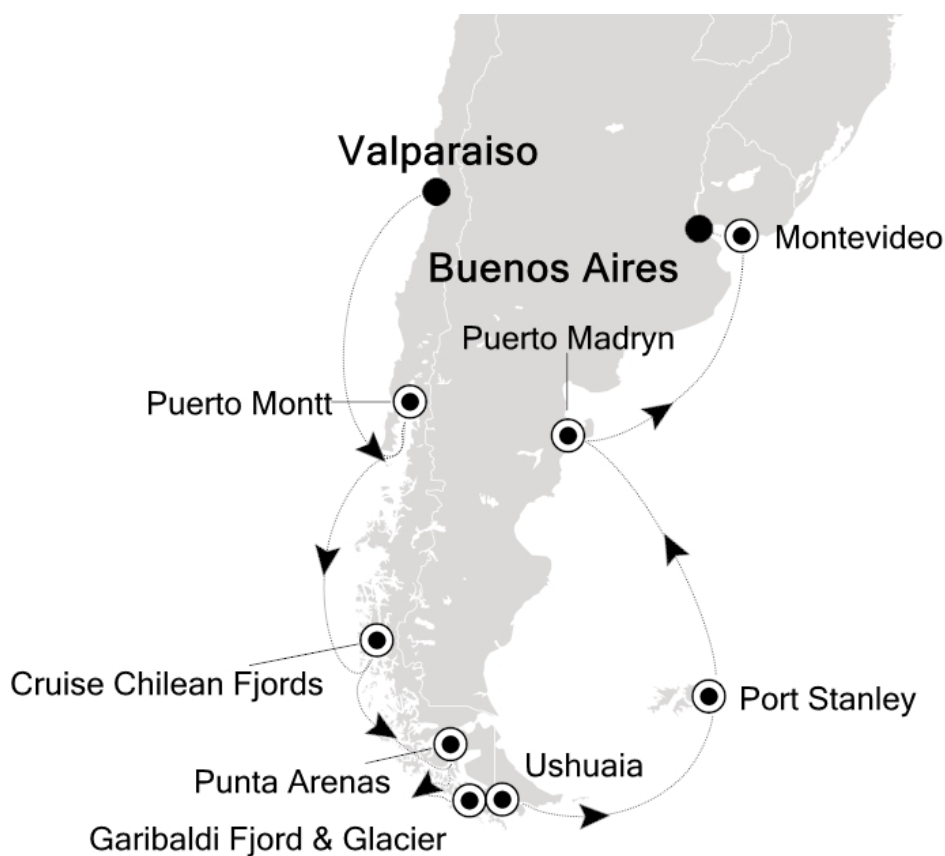 Valparaiso
Montevideo
Buenos Aires
Puerto Madryn
Puerto Montt
Cruise Chilean Fjords
Port Stanley
Ushuaia
Punta Arenas
Garibaldi Fjord & Glacier